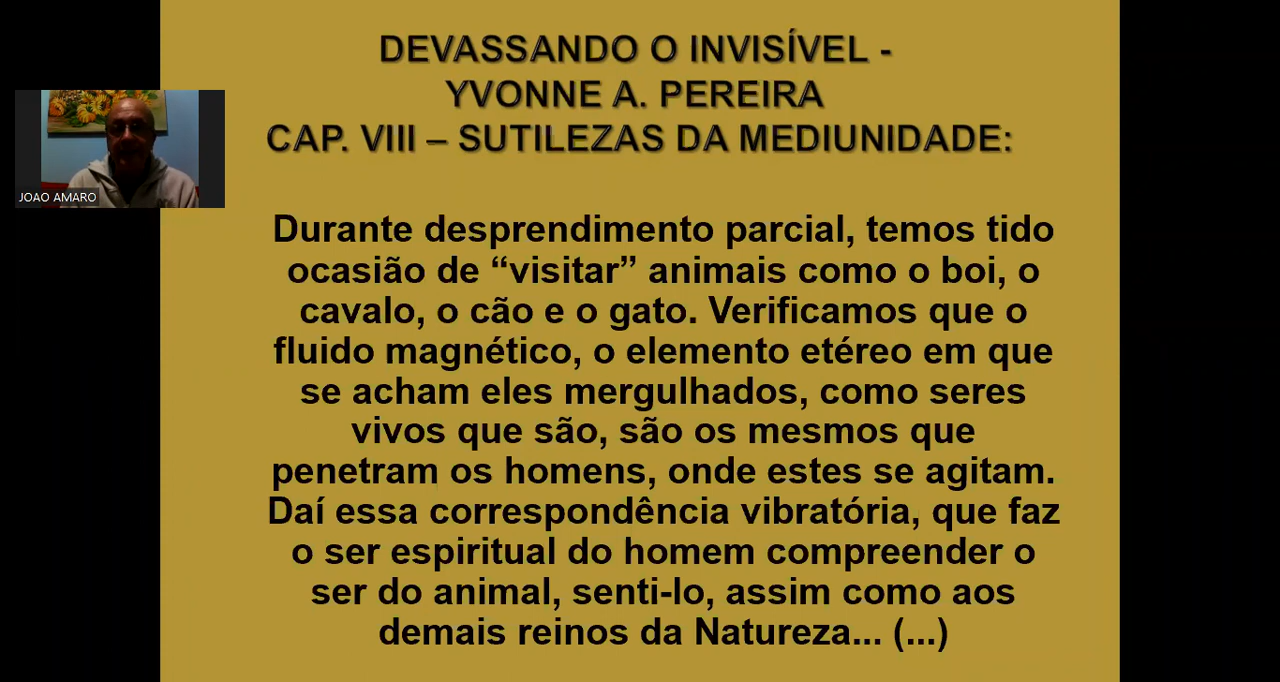 DEVASSANDO O INVISÍVEL -
YVONNE A. PEREIRA
CAP. VIII – SUTILEZAS DA MEDIUNIDADE:
JOAO AMARO
Durante desprendimento parcial, temos tido
ocasião de “visitar” animais como o boi, o
cavalo, o cão e o gato. Verificamos que o
fluido magnético, o elemento etéreo em que
se acham eles mergulhados, como seres
vivos que são, são os mesmos que
penetram os homens, onde estes se agitam.
Daí essa correspondência vibratória, que faz
o ser espiritual do homem compreender o
ser do animal, senti-lo, assim como aos
demais reinos da Natureza... (...)